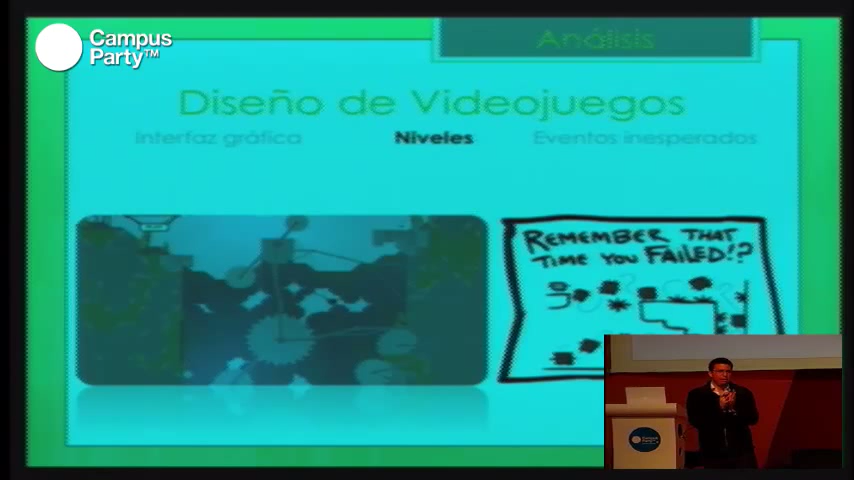 Campus
Party™
Análisis
Diseño de Videojuegos
Interfaz gráfica
Niveles
Eventos inesperados
REMEMBER THAT
TIME YOU FAILED!?